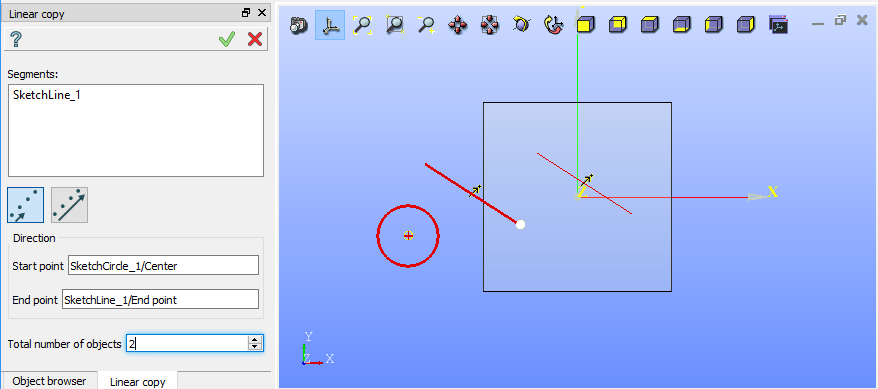 Linear copy
?
Segments:
SketchLine_1
Direction
Start point SketchCircle_1/Center
End point SketchLine_1/End point
Total number of objects 2
Object browser Linear copy
Z X
Y
Z X